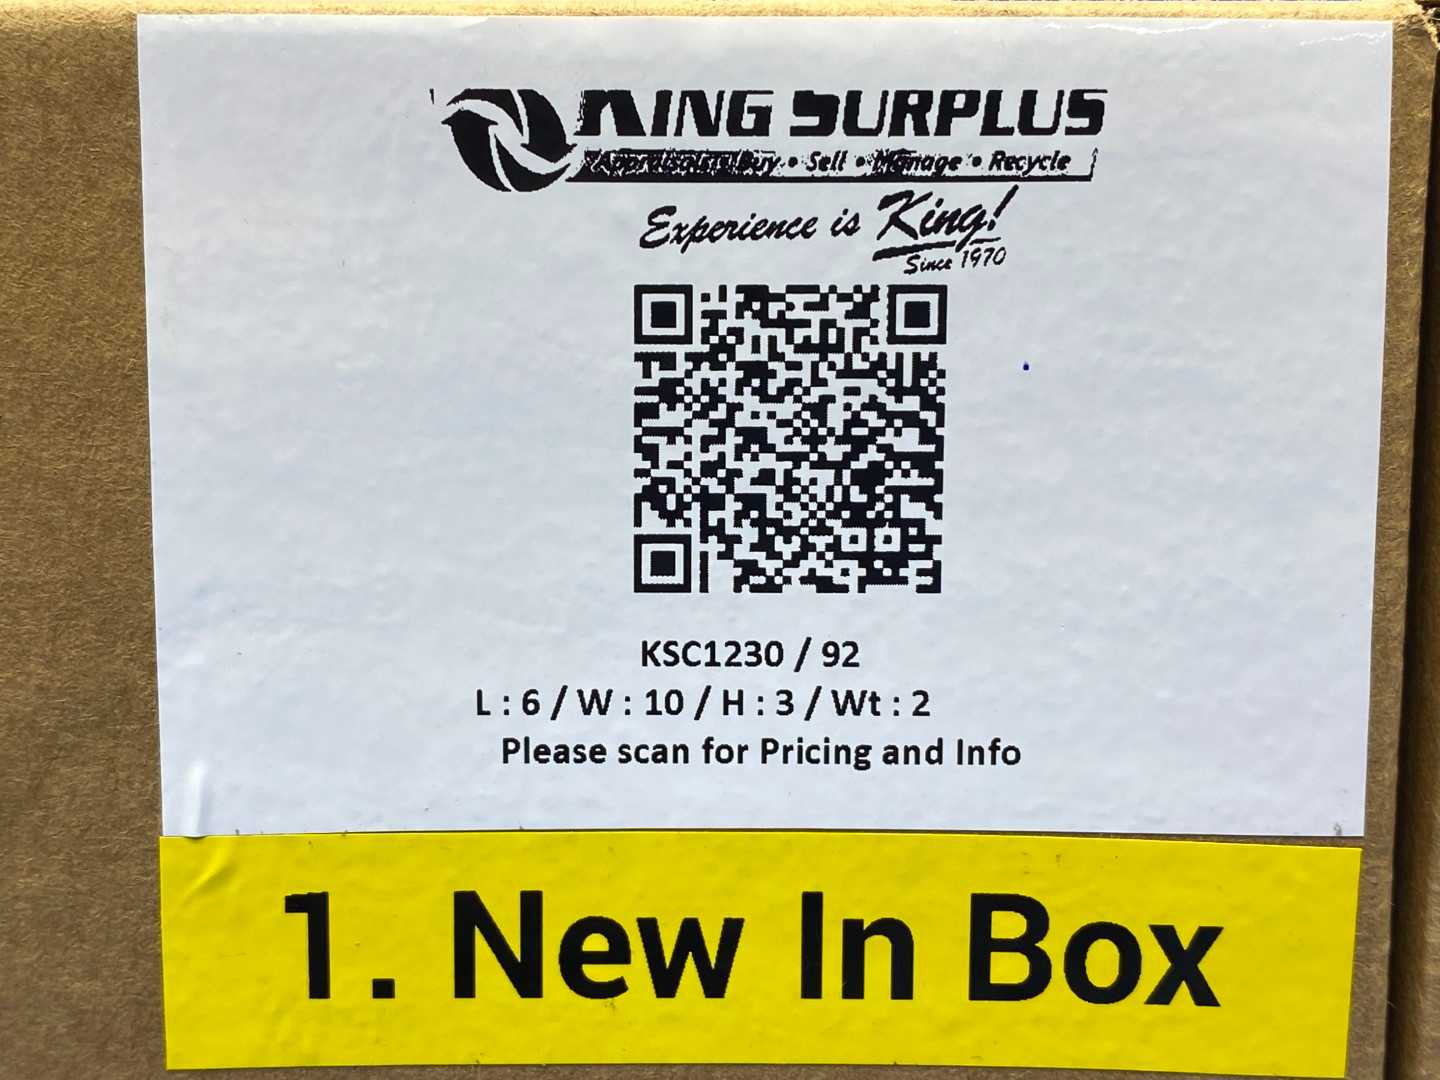 KING SURPLUS
Appraisals • Buy • Sell • Manage • Recycle
Experience is King!
Since 1970
KSC1230 / 92
L : 6 / W : 10 / H : 3 / Wt : 2
Please scan for Pricing and Info
1. New In Box